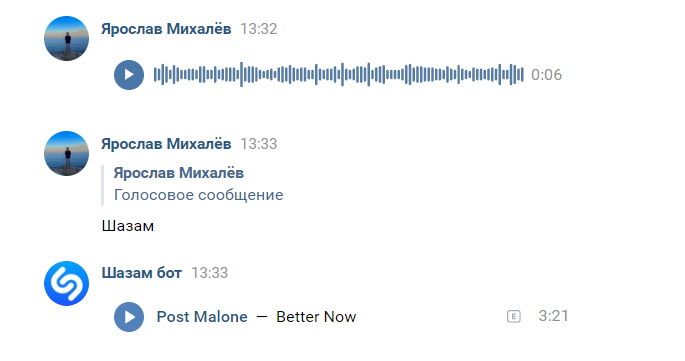 Ярослав Михалёв 13:32
0:06
Ярослав Михалёв 13:33
Ярослав Михалёв
Голосовое сообщение
Шазам
Шазам бот 13:33
Post Malone — Better Now E 3:21